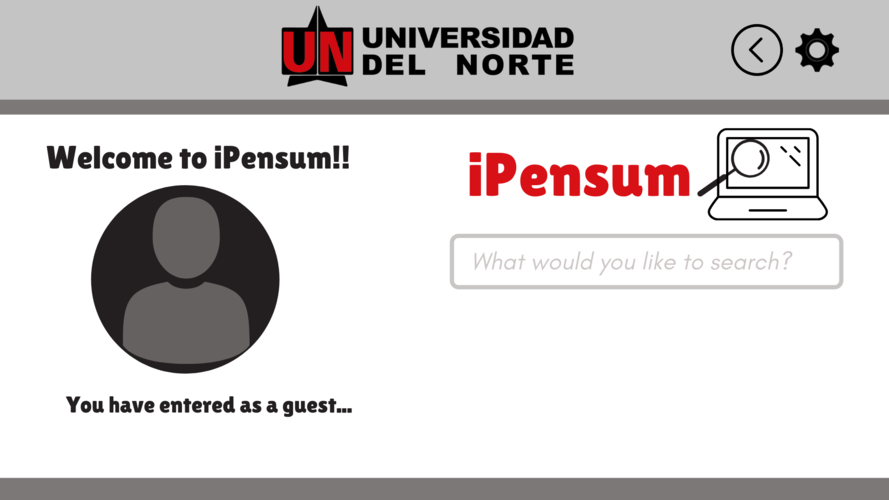 UN UNIVERSIDAD
DEL NORTE
Welcome to iPensum!!
iPensum
What would you like to search?
You have entered as a guest...